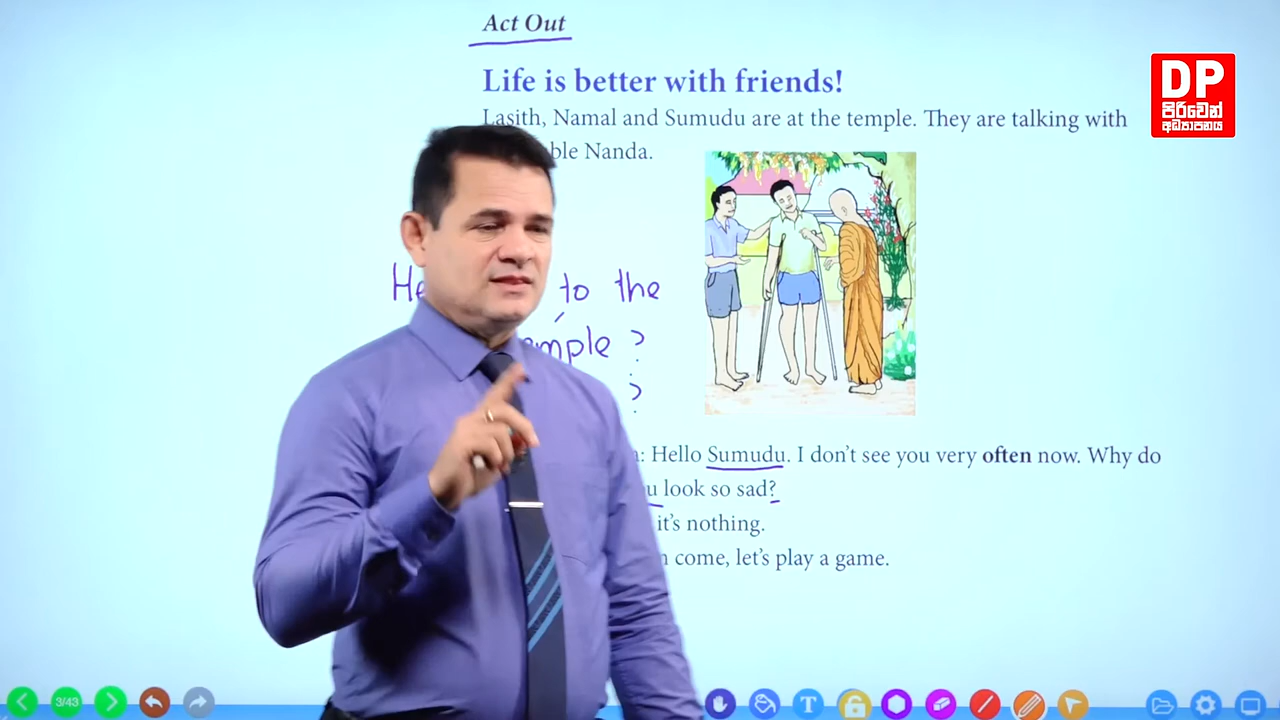 Act Out
Life is better with friends!
Lasith, Namal and Sumudu are at the temple. They are talking with
Nanda.
DP
පිරිවෙන්
අධ්‍යාපනය
to the
?
?
Hello Sumudu. I don't see you very often now. Why do
look so sad?
it's nothing.
come, let's play a game.
3/43
T